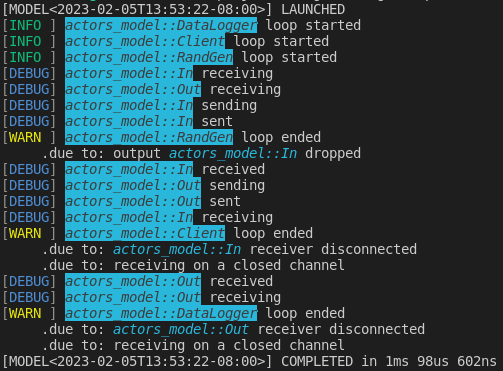 [MODEL<2023-02-05T13:53:22-08:00>] LAUNCHED
[INFO ] actors_model::DataLogger loop started
[INFO ] actors_model::Client loop started
[INFO ] actors_model::RandGen loop started
[DEBUG] actors_model::In receiving
[DEBUG] actors_model::Out receiving
[DEBUG] actors_model::In sending
[DEBUG] actors_model::In sent
[WARN ] actors_model::RandGen loop ended
.due to: output actors_model::In dropped
[DEBUG] actors_model::In received
[DEBUG] actors_model::Out sending
[DEBUG] actors_model::Out sent
[DEBUG] actors_model::In receiving
[WARN ] actors_model::Client loop ended
.due to: actors_model::In receiver disconnected
.due to: receiving on a closed channel
[DEBUG] actors_model::Out received
[DEBUG] actors_model::Out receiving
[WARN ] actors_model::DataLogger loop ended
.due to: actors_model::Out receiver disconnected
.due to: receiving on a closed channel
[MODEL<2023-02-05T13:53:22-08:00>] COMPLETED in 1ms 98us 602ns